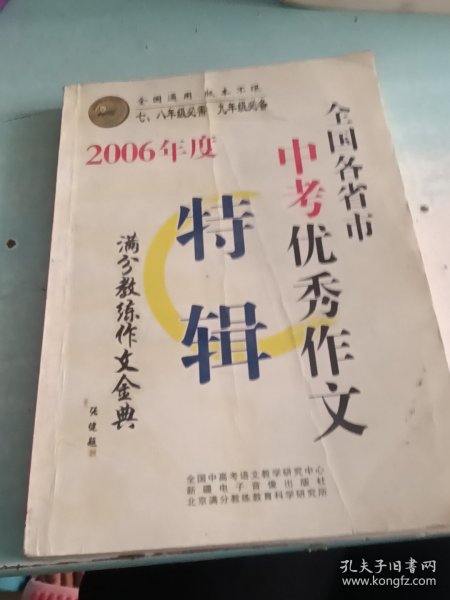 全国通用 版本不限
七、八年级必需 九年级必备
2006年度
全国各省市
中考优秀作文
特辑
满分教练作文金典
张健题
全国中高考语文教学研究中心
新疆电子音像出版社
北京满分教练教育科学研究所
孔夫子旧书网
www.kongfz.com